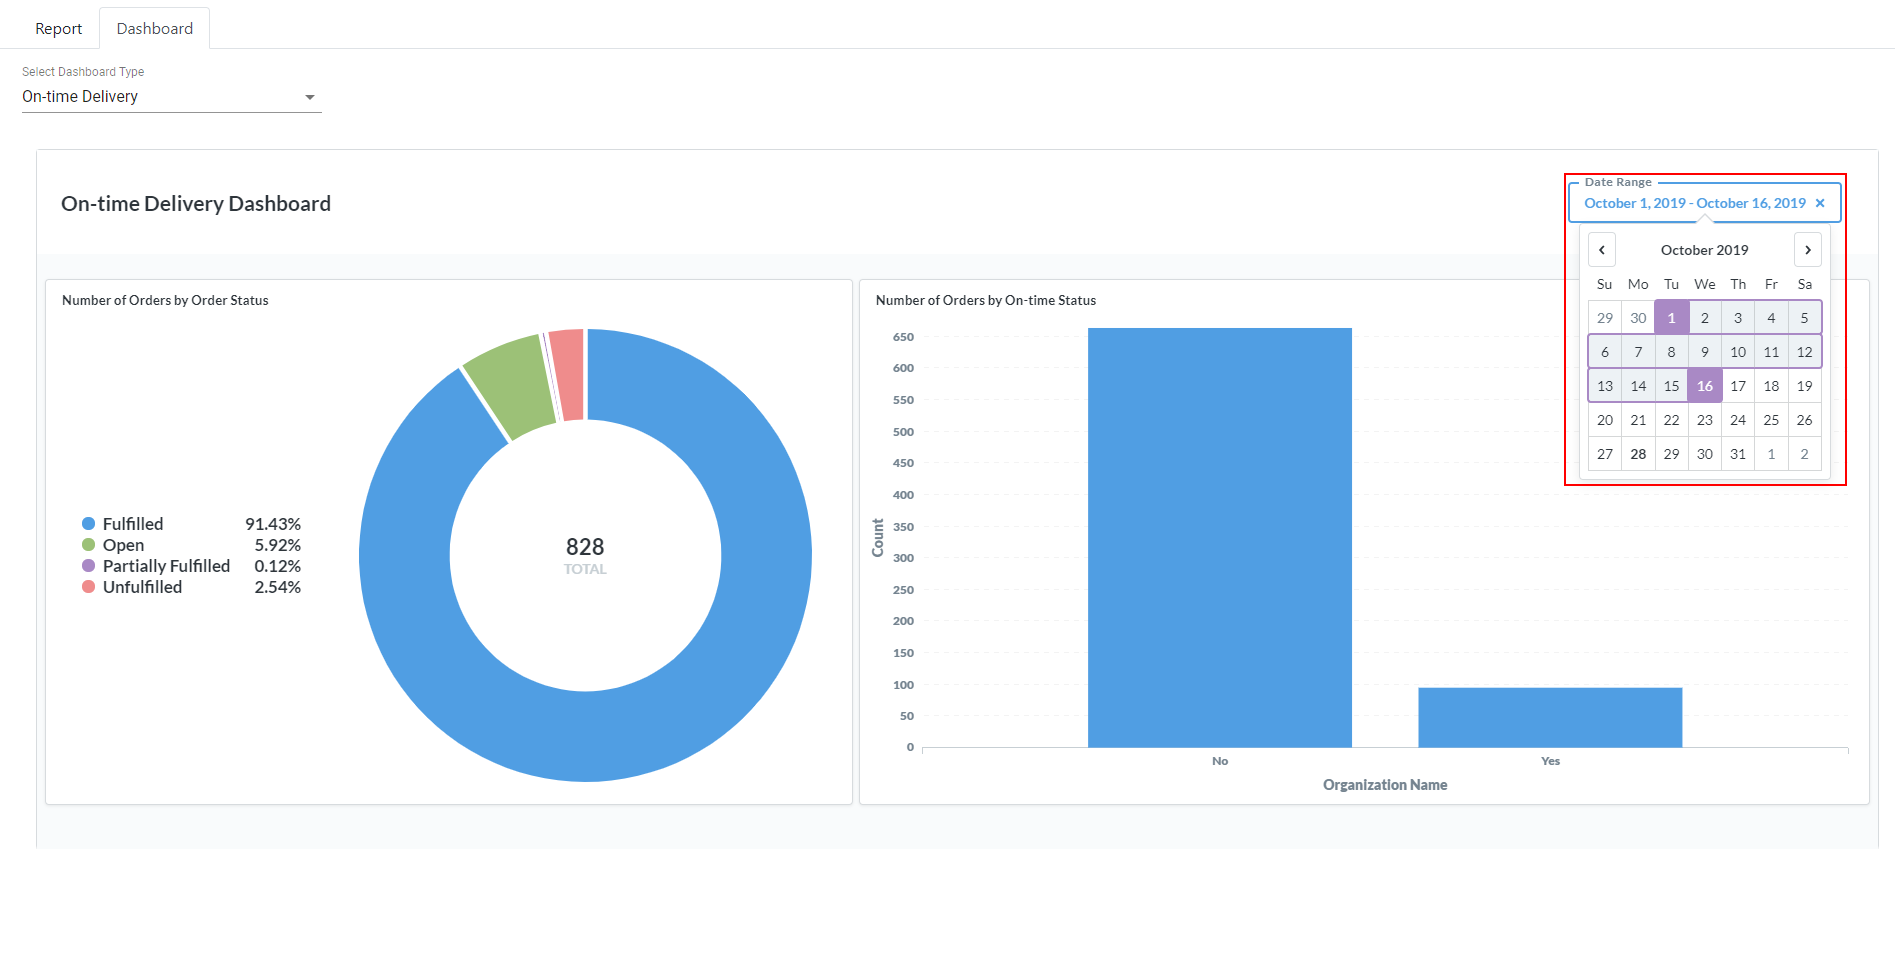 Report Dashboard
Select Dashboard Type
On-time Delivery
On-time Delivery Dashboard
Date Range
October 1, 2019 - October 16, 2019 ×
October 2019
Su Mo Tu We Th Fr Sa
29 30 1 2 3 4 5
6 7 8 9 10 11 12
13 14 15 16 17 18 19
20 21 22 23 24 25 26
27 28 29 30 31 1 2
Number of Orders by Order Status
Fulfilled 91.43%
Open 5.92%
Partially Fulfilled 0.12%
Unfulfilled 2.54%
828
TOTAL
Number of Orders by On-time Status
650
600
550
500
450
400
350
300
250
200
150
100
50
0
Count
No Yes
Organization Name